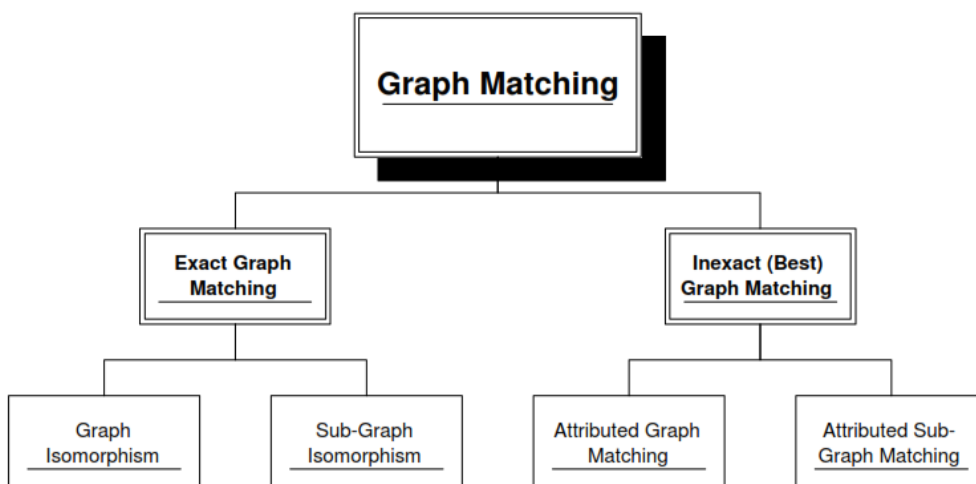 Graph Matching
Exact Graph
Matching
Inexact (Best)
Graph Matching
Graph
Isomorphism
Sub-Graph
Isomorphism
Attributed Graph
Matching
Attributed Sub-
Graph Matching